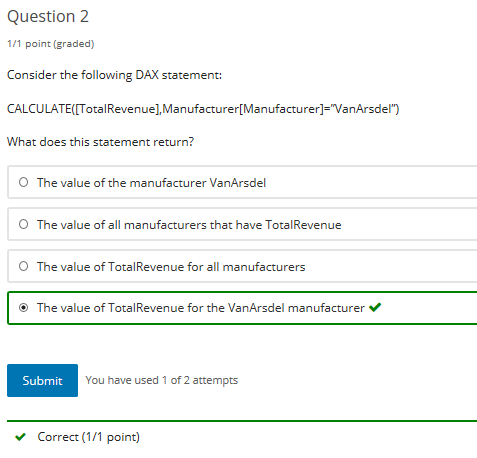 Question 2
1/1 point (graded)
Consider the following DAX statement:
CALCULATE([TotalRevenue],Manufacturer[Manufacturer]="VanArsdel")
What does this statement return?
The value of the manufacturer VanArsdel
The value of all manufacturers that have TotalRevenue
The value of TotalRevenue for all manufacturers
The value of TotalRevenue for the VanArsdel manufacturer
Submit You have used 1 of 2 attempts
Correct (1/1 point)